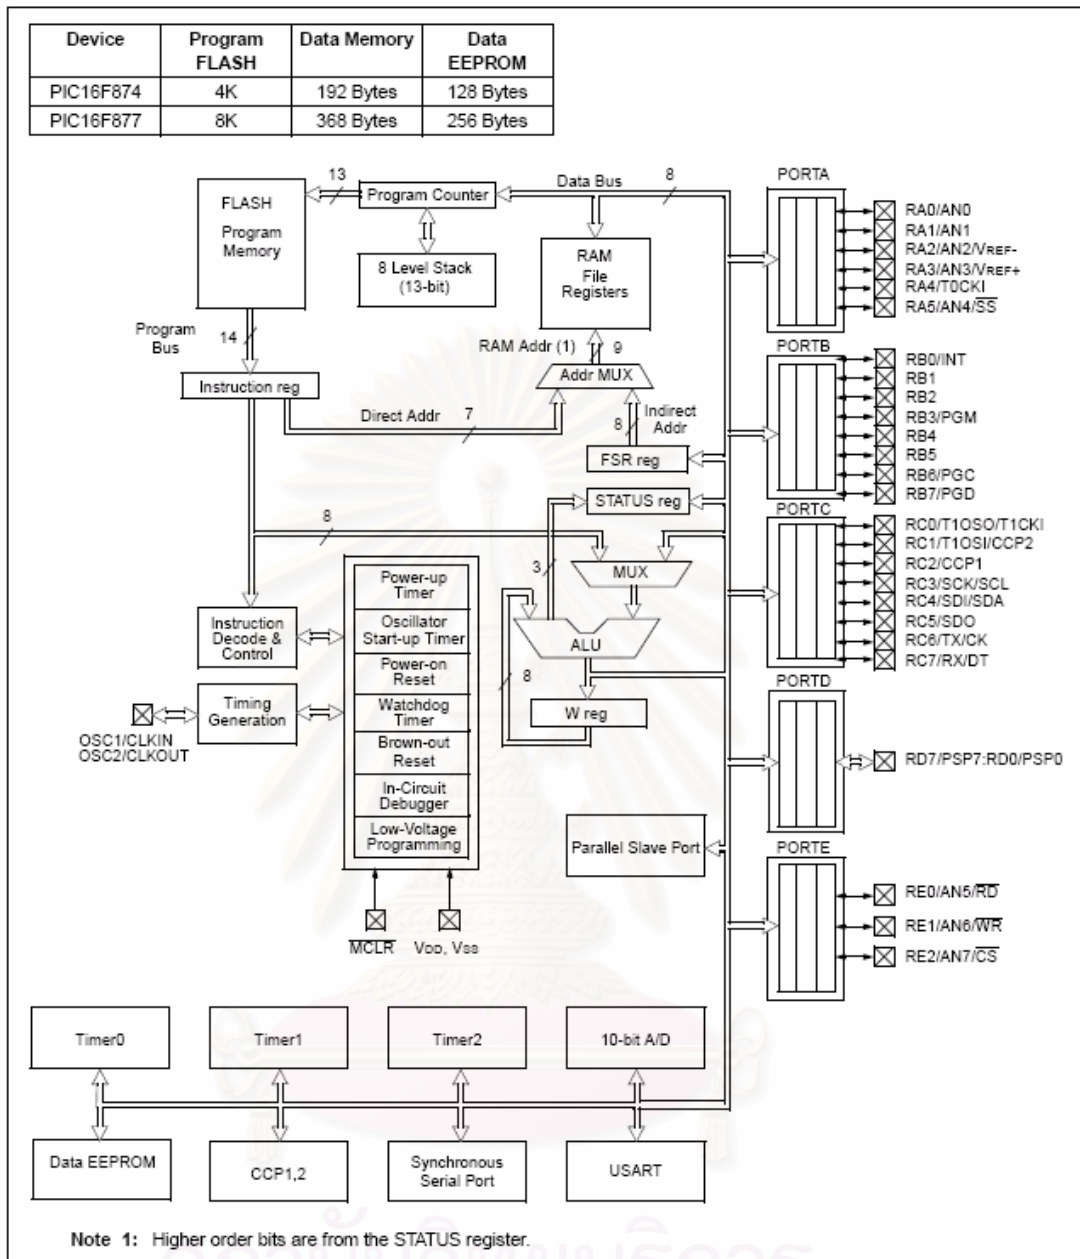 Device Program FLASH Data Memory Data EEPROM
PIC16F874 4K 192 Bytes 128 Bytes
PIC16F877 8K 368 Bytes 256 Bytes
FLASH
Program
Memory
13
Program Counter
Data Bus
8
8 Level Stack
(13-bit)
RAM
File
Registers
Program
Bus
14
RAM Addr (1)
9
Instruction reg
Addr MUX
Direct Addr
7
8
Indirect
Addr
FSR reg
STATUS reg
8
3
MUX
Power-up
Timer
Oscillator
Start-up Timer
Power-on
Reset
Watchdog
Timer
Brown-out
Reset
In-Circuit
Debugger
Low-Voltage
Programming
Instruction
Decode &
Control
ALU
8
W reg
Timing
Generation
OSC1/CLKIN
OSC2/CLKOUT
Parallel Slave Port
MCLR
VDD, VSS
PORTA
RA0/AN0
RA1/AN1
RA2/AN2/VREF-
RA3/AN3/VREF+
RA4/T0CKI
RA5/AN4/SS
PORTB
RB0/INT
RB1
RB2
RB3/PGM
RB4
RB5
RB6/PGC
RB7/PGD
PORTC
RC0/T1OSO/T1CKI
RC1/T1OSI/CCP2
RC2/CCP1
RC3/SCK/SCL
RC4/SDI/SDA
RC5/SDO
RC6/TX/CK
RC7/RX/DT
PORTD
RD7/PSP7:RD0/PSP0
PORTE
RE0/AN5/RD
RE1/AN6/WR
RE2/AN7/CS
Timer0
Timer1
Timer2
10-bit A/D
Data EEPROM
CCP1,2
Synchronous
Serial Port
USART
Note 1: Higher order bits are from the STATUS register.